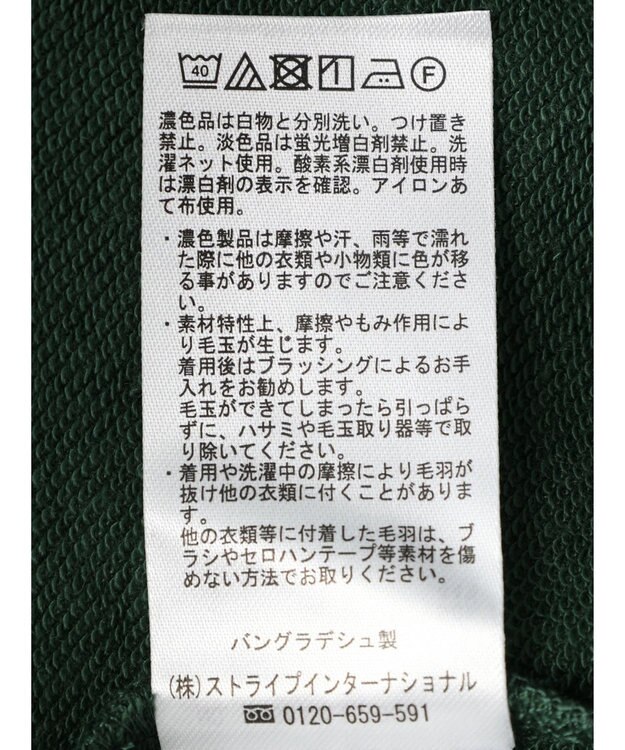 40 F
濃色品は白物と分別洗い。つけ置き
禁止。淡色品は蛍光増白剤禁止。洗
濯ネット使用。酸素系漂白剤使用時
は漂白剤の表示を確認。アイロンあ
て布使用。
・濃色製品は摩擦や汗、雨等で濡れ
た際に他の衣類や小物類に色が移
る事がありますのでご注意くださ
い。
・素材特性上、摩擦やもみ作用によ
り毛玉が生じます。
着用後はブラッシングによるお手
入れをお勧めします。
毛玉ができてしまったら引っぱら
ずに、ハサミや毛玉取り器等で取
り除いてください。
・着用や洗濯中の摩擦により毛羽が
抜け他の衣類に付くことがありま
す。
他の衣類等に付着した毛羽は、ブ
ラシやセロハンテープ等素材を傷
めない方法でお取りください。
バングラデシュ製
(株)ストライプインターナショナル
0120-659-591